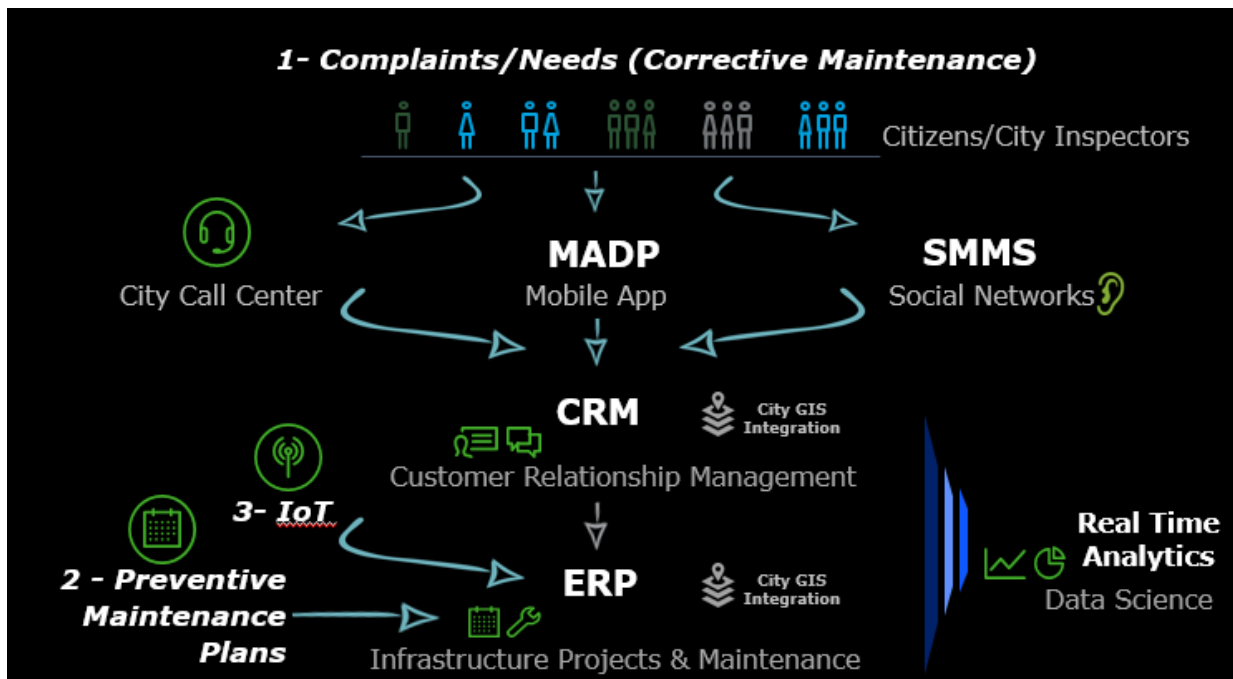 1- Complaints/Needs (Corrective Maintenance)
Citizens/City Inspectors
City Call Center
MADP
Mobile App
SMMS
Social Networks
CRM
City GIS
Integration
Customer Relationship Management
3- IoT
2 - Preventive
Maintenance
Plans
ERP
City GIS
Integration
Infrastructure Projects & Maintenance
Real Time
Analytics
Data Science